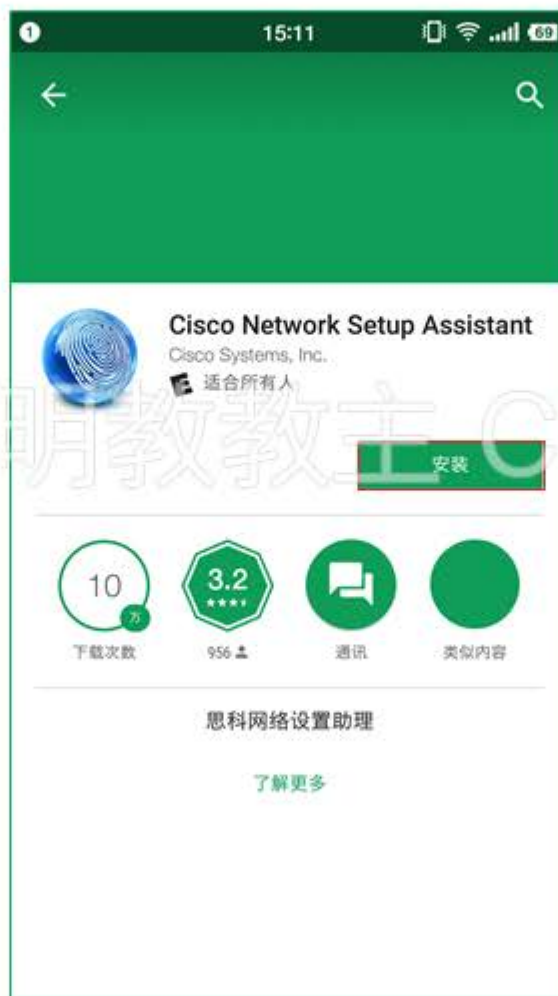 1
15:11
69
Cisco Network Setup Assistant
Cisco Systems, Inc.
E 适合所有人
明教教主 C
安装
10
万
3.2
下载次数
956
通讯
类似内容
思科网络设置助理
了解更多